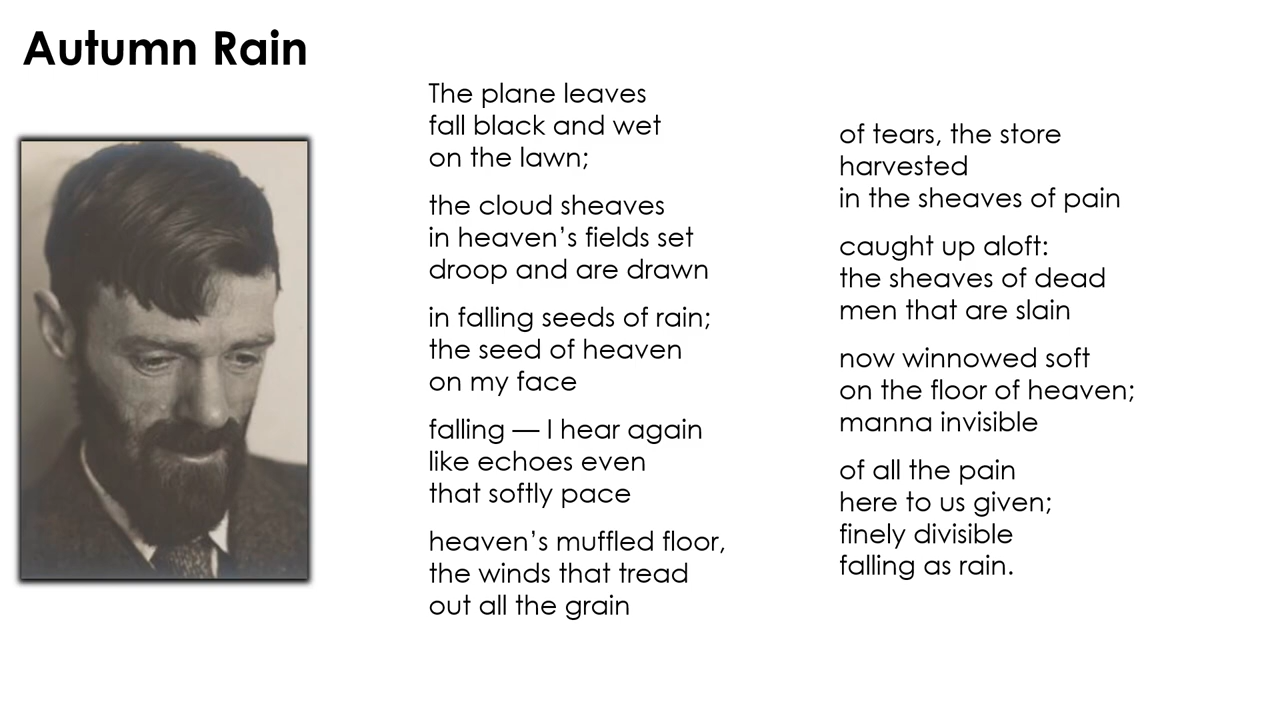 Autumn Rain
The plane leaves
fall black and wet
on the lawn;
the cloud sheaves
in heaven’s fields set
droop and are drawn
in falling seeds of rain;
the seed of heaven
on my face
falling — I hear again
like echoes even
that softly pace
heaven’s muffled floor,
the winds that tread
out all the grain
of tears, the store
harvested
in the sheaves of pain
caught up aloft:
the sheaves of dead
men that are slain
now winnowed soft
on the floor of heaven;
manna invisible
of all the pain
here to us given;
finely divisible
falling as rain.